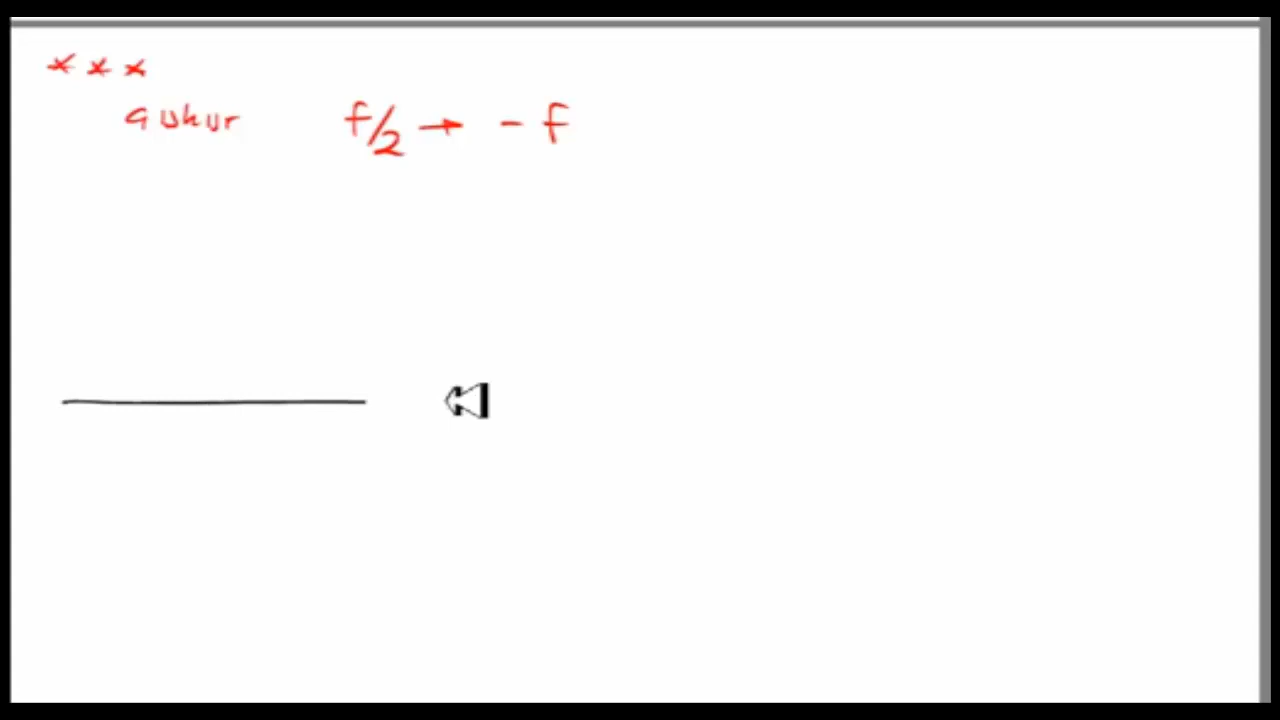 * * *
çukur f/2 → - f